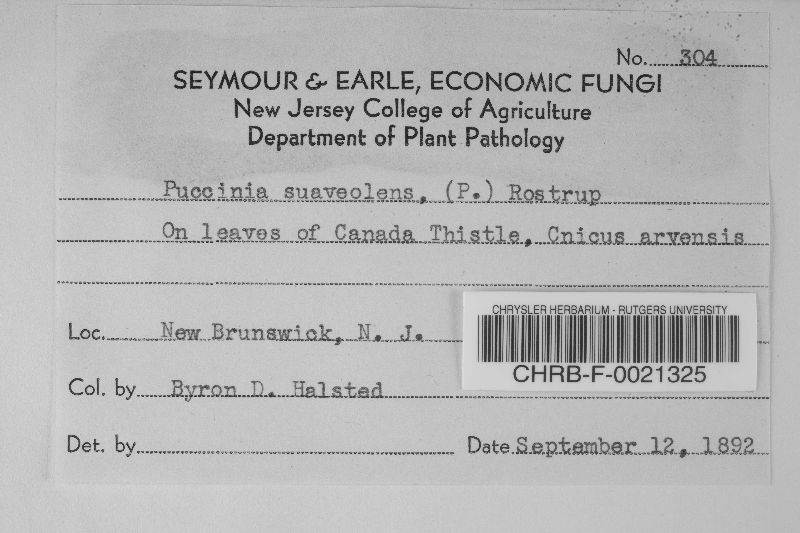 No. 304
SEYMOUR & EARLE, ECONOMIC FUNGI
New Jersey College of Agriculture
Department of Plant Pathology
Puccinia suaveolens, (P.) Rostrup
On leaves of Canada Thistle, Cnicus arvensis
Loc. New Brunswick, N. J.
CHRYSLER HERBARIUM - RUTGERS UNIVERSITY
CHRB-F-0021325
Col. by Byron D. Halsted
Det. by
Date September 12, 1892